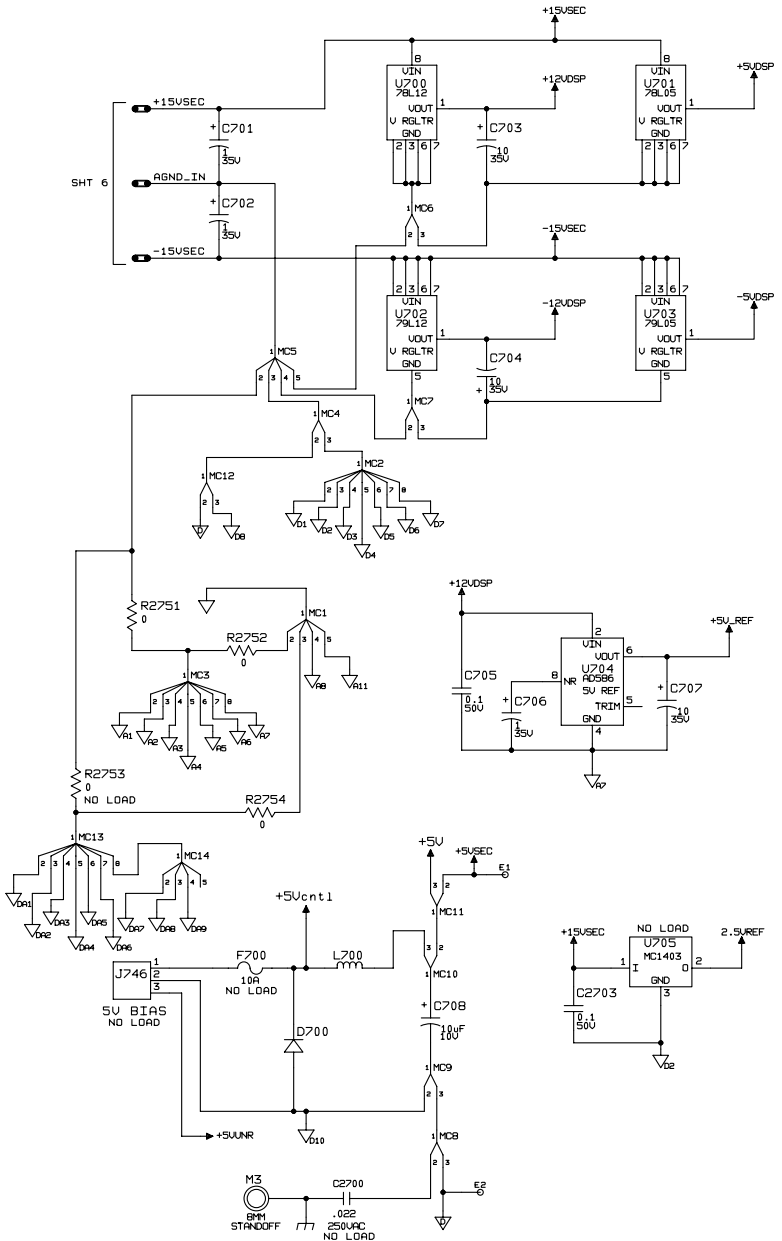 +15VSEC
8
VIN
U700
78L12
VOUT
1
V RGLTR
GND
2 3 6 7
+12VDSP
8
VIN
U701
78L05
VOUT
1
V RGLTR
GND
2 3 6 7
+5VDSP
SHT 6
+15VSEC
+ C701
1
35V
AGND_IN
+ C702
1
35V
-15VSEC
+ C703
10
35V
1 MC6
2 3
-15VSEC
2 3 6 7
VIN
U702
79L12
VOUT
1
V RGLTR
GND
5
-12VDSP
2 3 6 7
VIN
U703
79L05
VOUT
1
V RGLTR
GND
5
-5VDSP
C704
10
+ 35V
1 MC5
2 3 4 5
1 MC7
2 3
1 MC4
2 3
1 MC12
2 3
D
D8
1 MC2
2 3 4 5 6 7 8
D1
D2
D3
D4
D5
D6
D7
R2751
0
R2752
0
1 MC1
2 3 4 5
A8
A11
1 MC3
2 3 4 5 6 7 8
A1
A2
A3
A4
A5
A6
A7
+12VDSP
C705
0.1
50V
+ C706
1
35V
2
VIN
VOUT
6
U704
8
NR
AD586
5V REF
TRIM
5
GND
4
A7
+5V_REF
+ C707
10
35V
R2753
0
NO LOAD
R2754
0
1 MC13
2 3 4 5 6 7 8
DA1
DA2
DA3
DA4
DA5
DA6
1 MC14
2 3 4 5
DA7
DA8
DA9
+5V
+5VSEC
E1
3 2
1 MC11
+5Vcntl
F700
10A
NO LOAD
L700
3 2
1 MC10
J746
1
2
3
5V BIAS
NO LOAD
D700
+ C708
10uF
10V
1 MC9
2 3
D10
+5VUNR
1 MC8
2 3
E2
D
M3
8MM
STANDOFF
C2700
.022
250VAC
NO LOAD
+15VSEC
NO LOAD
U705
MC1403
1
I
O
2
GND
3
2.5VREF
C2703
0.1
50V
D2